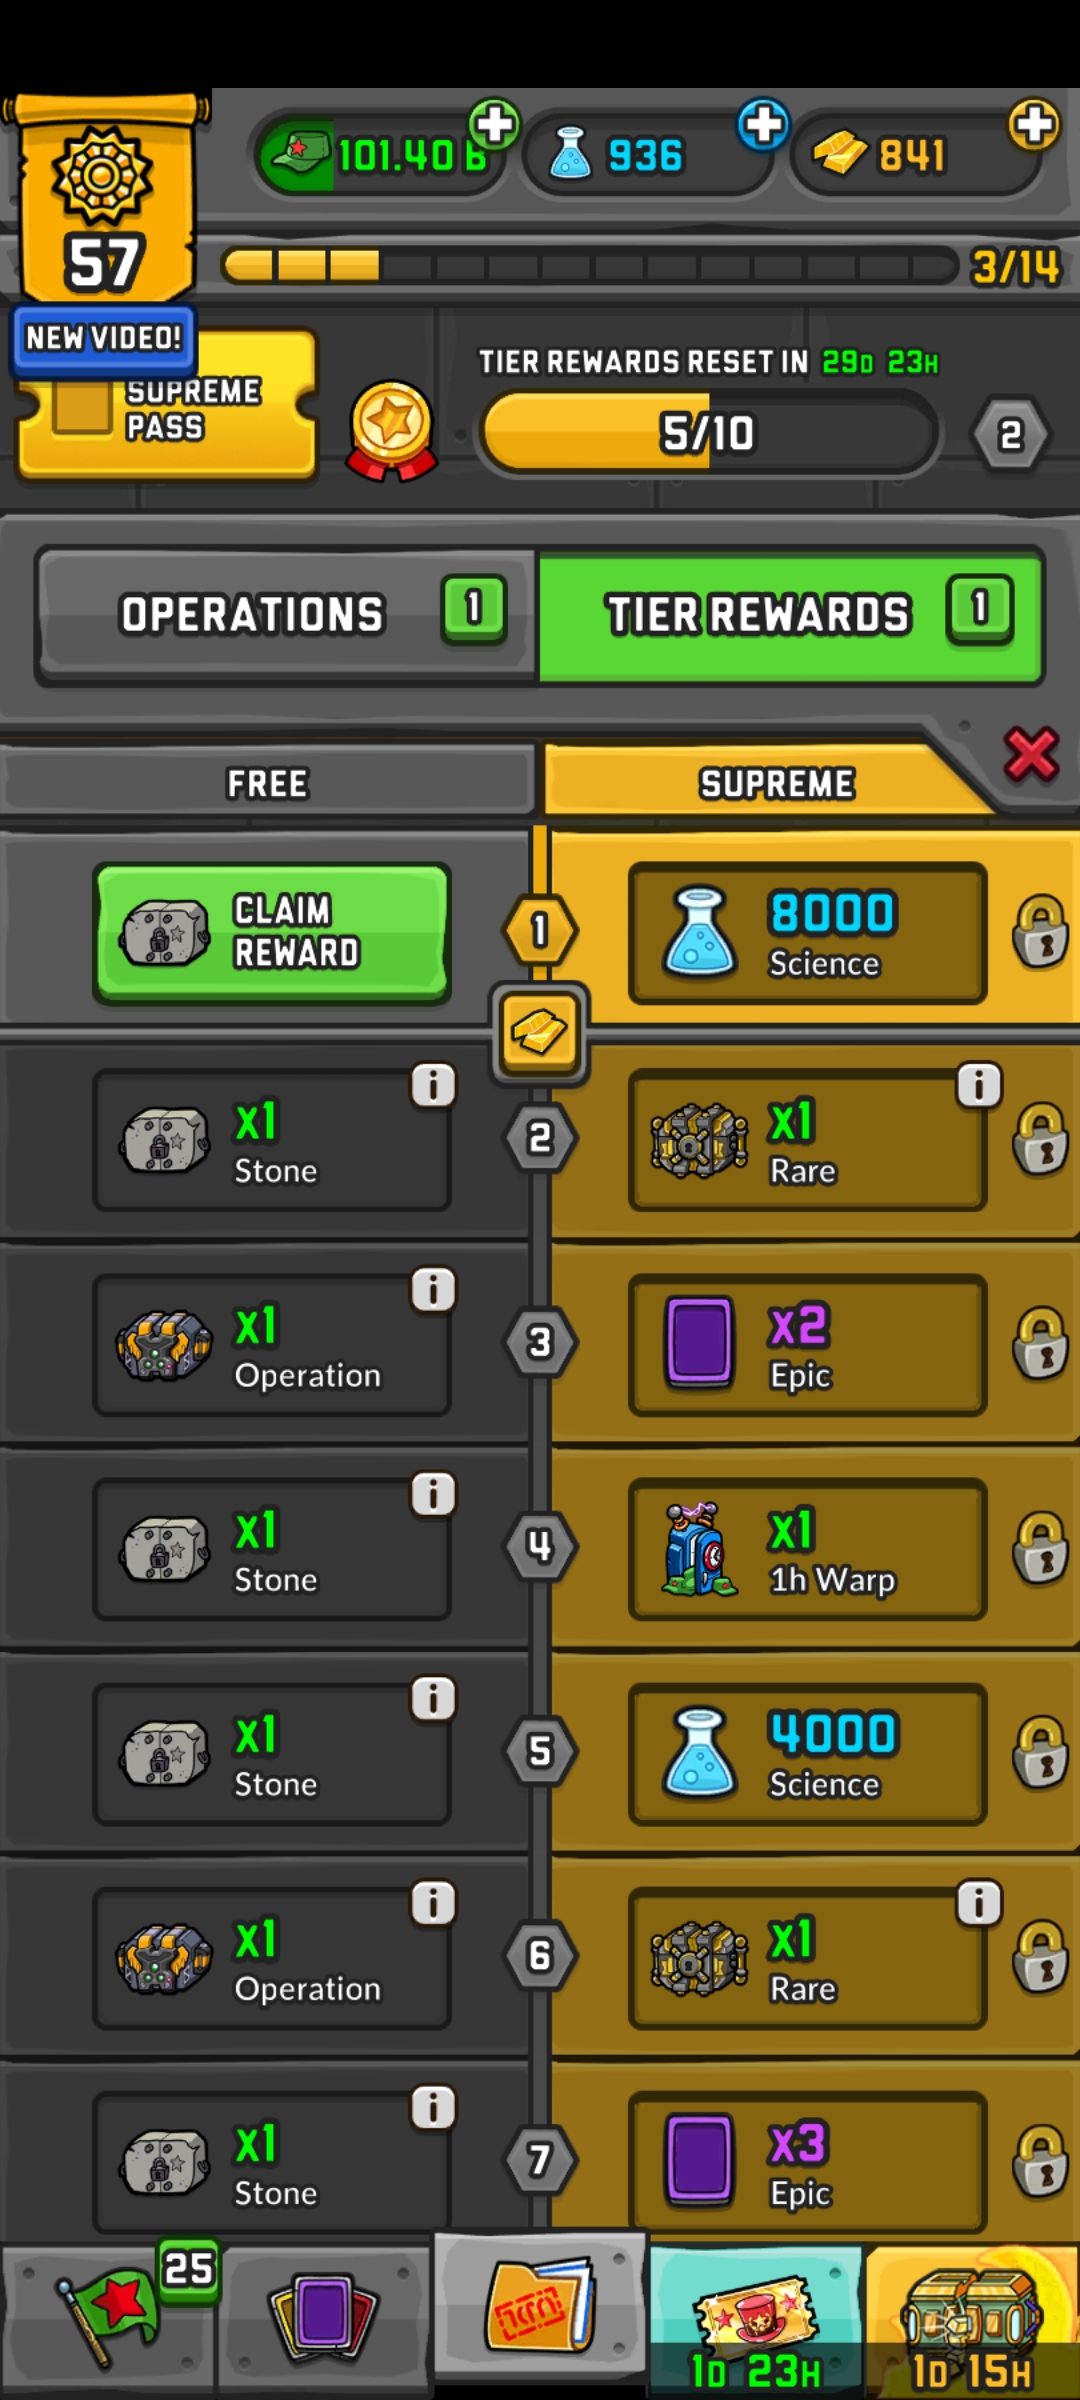 101.40 B
936
841
57
3/14
NEW VIDEO!
SUPREME
PASS
TIER REWARDS RESET IN 29D 23H
5/10
2
OPERATIONS 1
TIER REWARDS 1
FREE
SUPREME
CLAIM
REWARD
1
8000
Science
i
x1
Stone
2
i
x1
Rare
i
x1
Operation
3
x2
Epic
i
x1
Stone
4
x1
1h Warp
i
x1
Stone
5
4000
Science
i
x1
Operation
6
i
x1
Rare
i
x1
Stone
7
x3
Epic
25
1D 23H
1D 15H